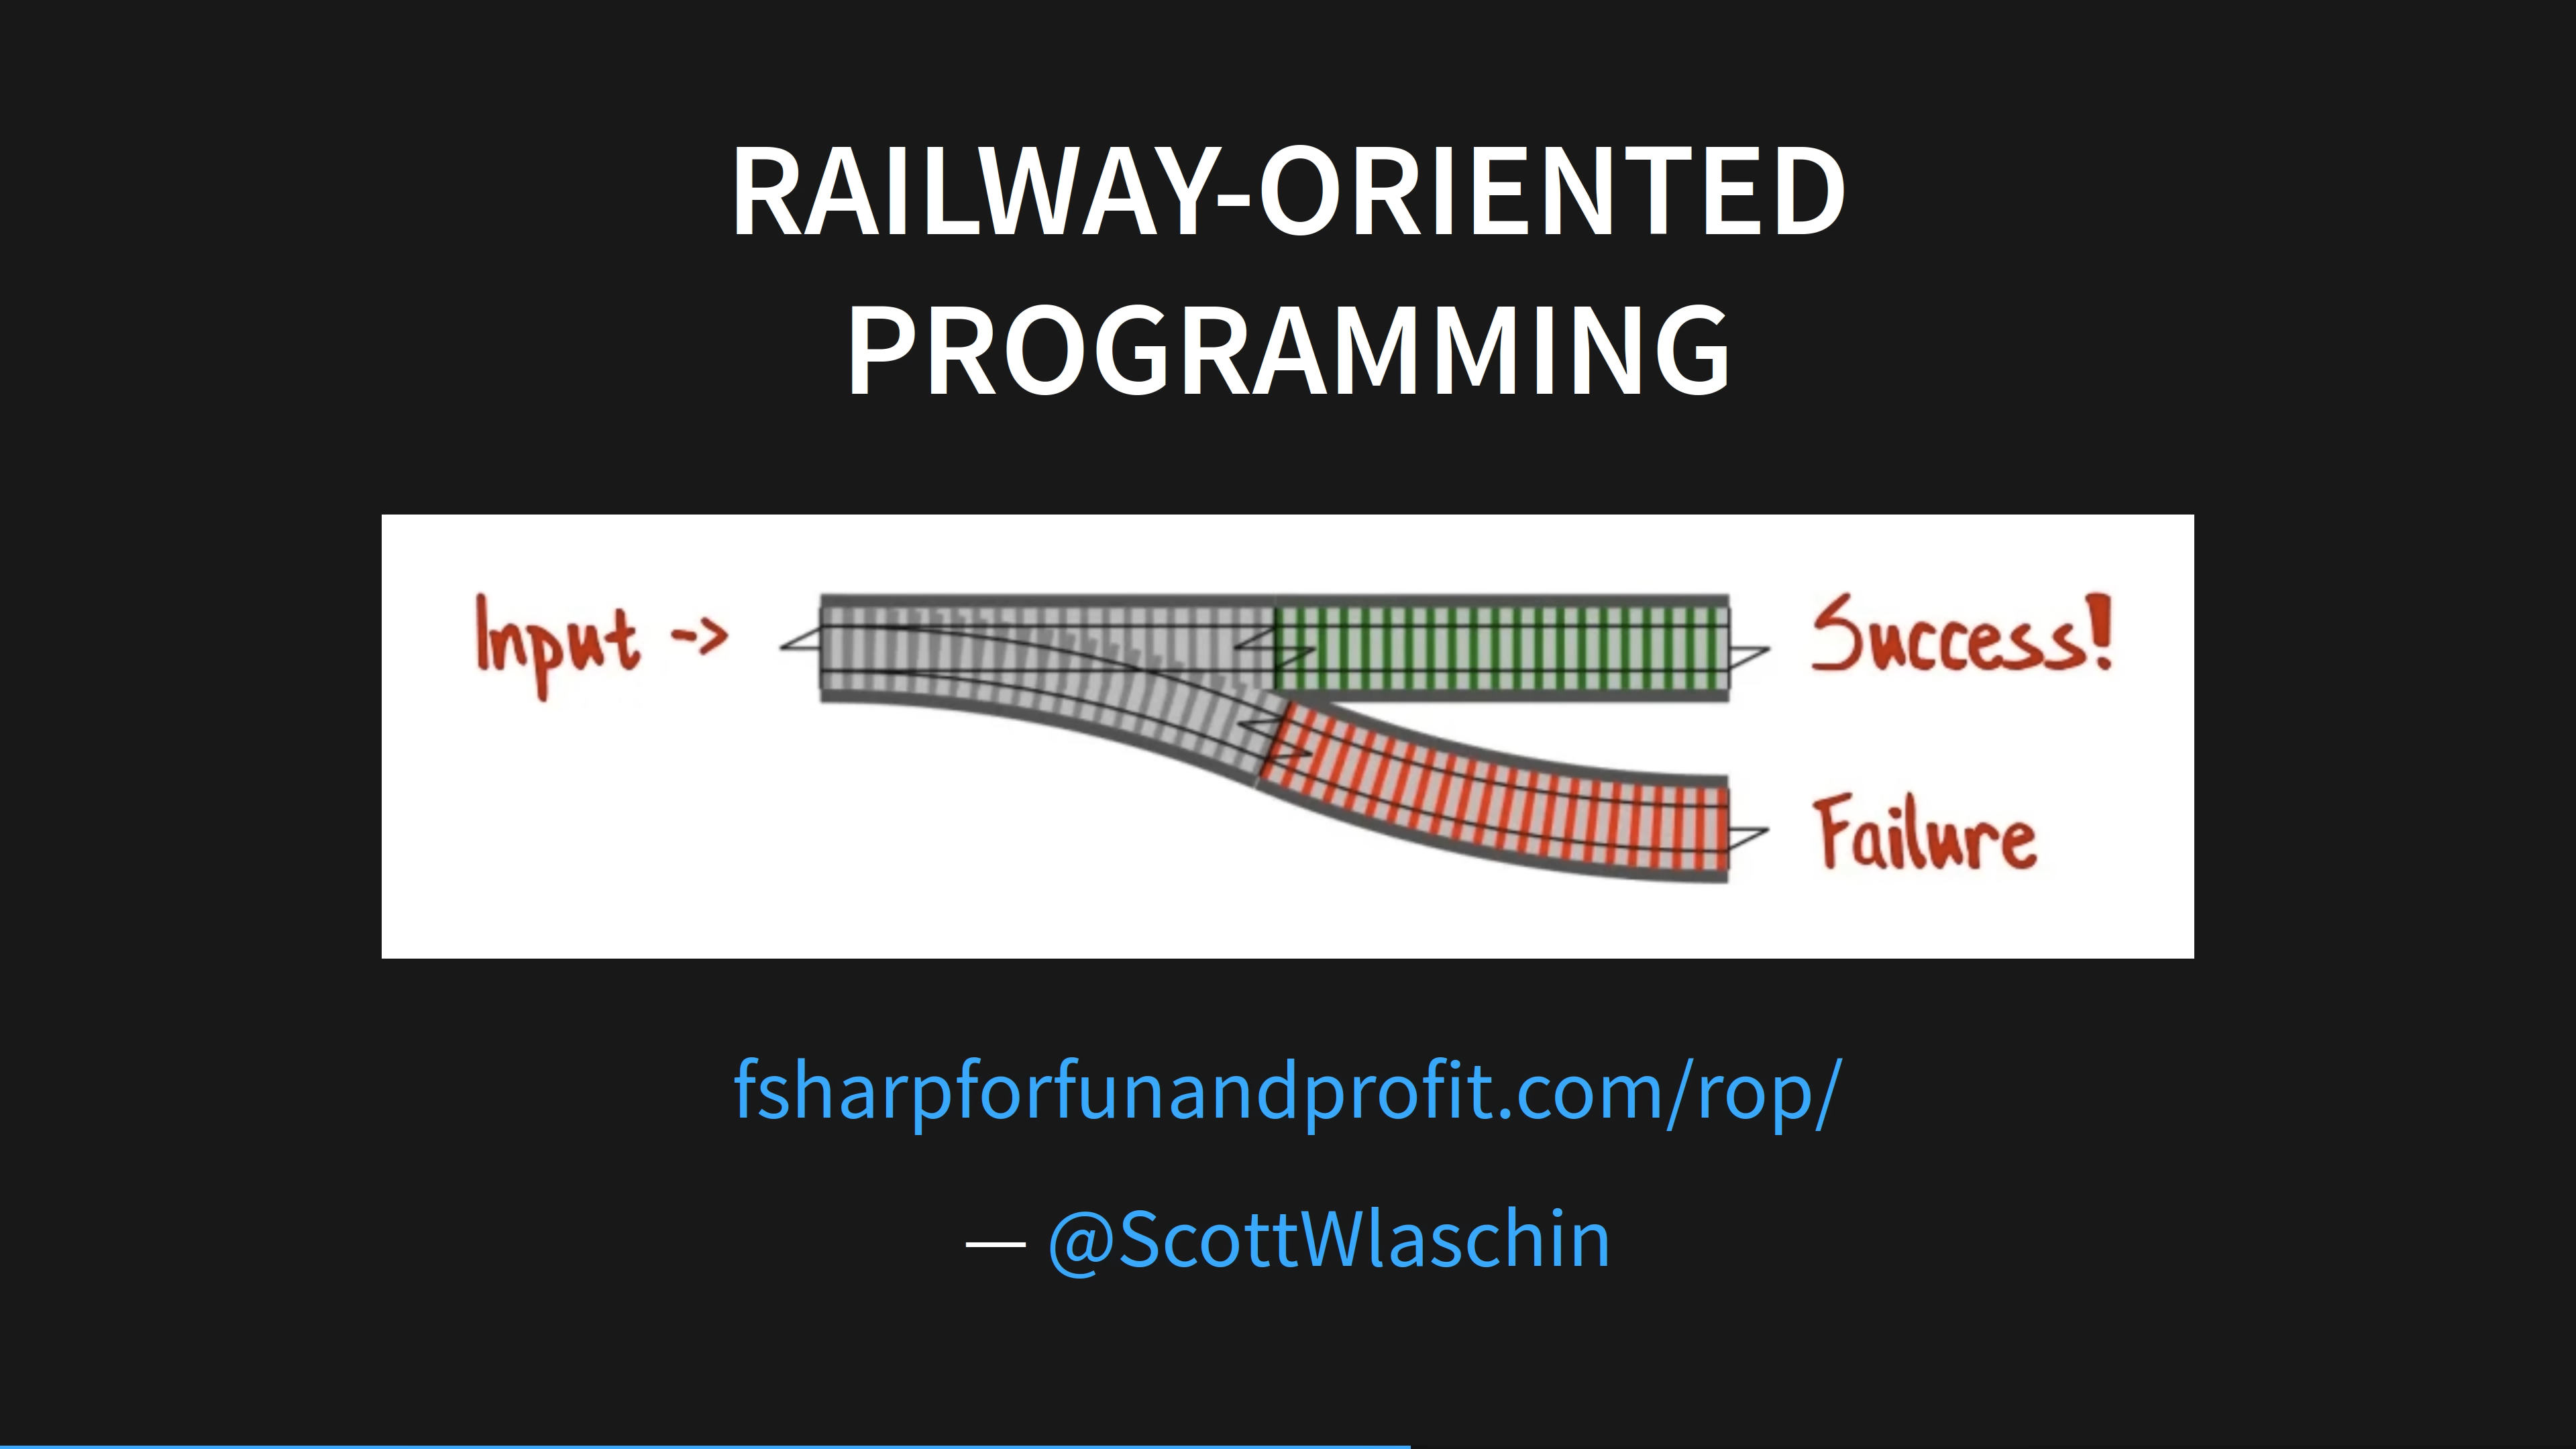 RAILWAY-ORIENTED
PROGRAMMING
Input ->
Success!
Failure
fsharpforfunandprofit.com/rop/
— @ScottWlaschin